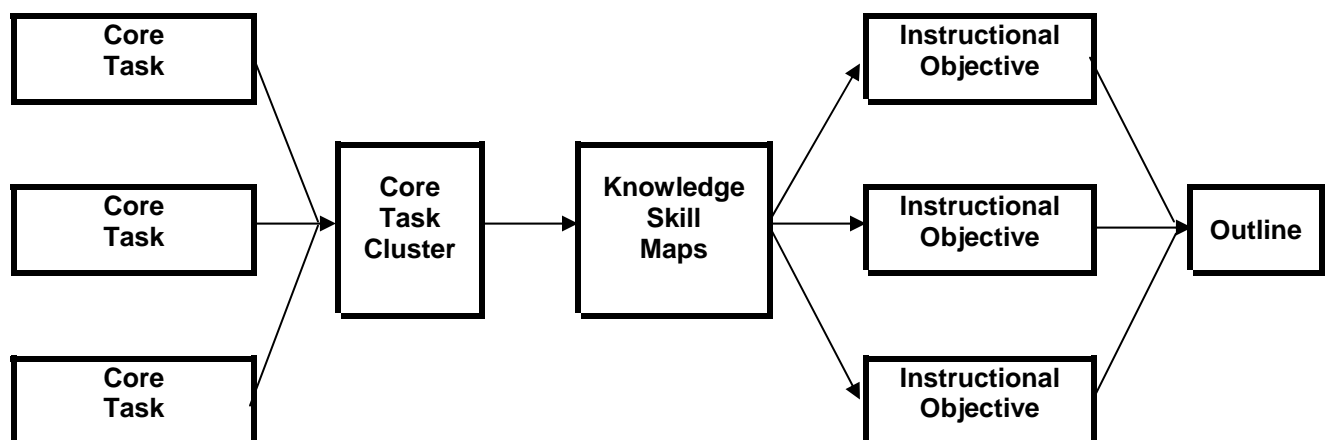 Core
Task
Core
Task
Core
Task
Core
Task
Cluster
Knowledge
Skill
Maps
Instructional
Objective
Instructional
Objective
Instructional
Objective
Outline